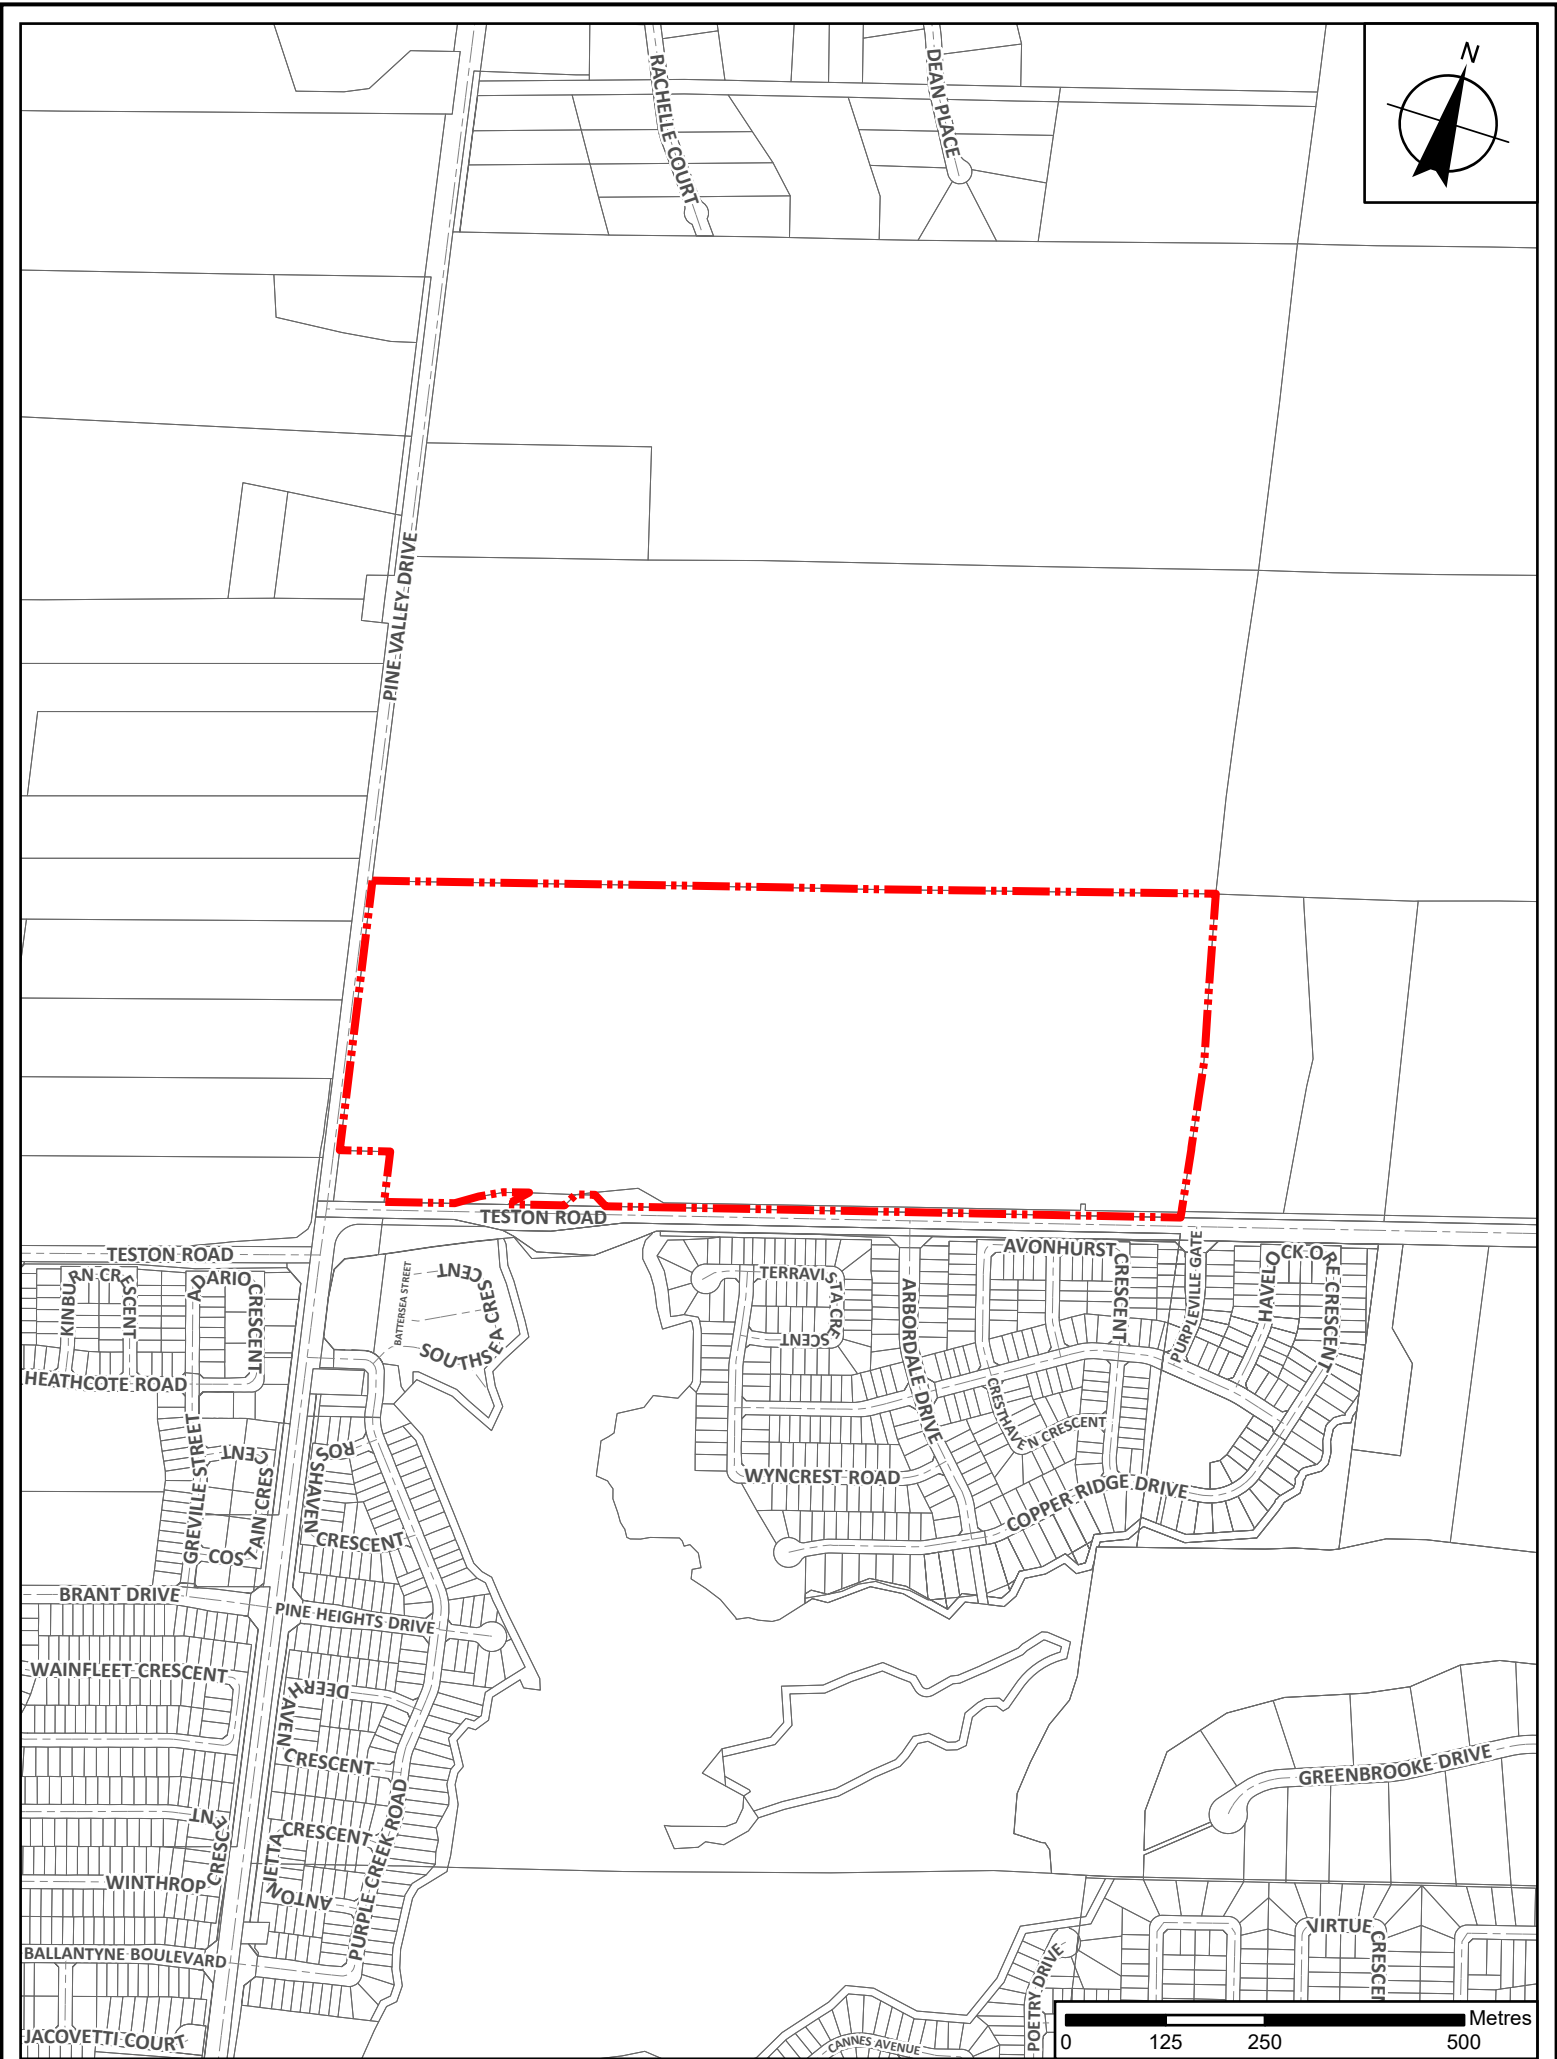 N
RACHELLE COURT
DEAN PLACE
PINE VALLEY DRIVE
TESTON ROAD
TESTON ROAD
KINBURN CRESCENT
ADARIO CRESCENT
HEATHCOTE ROAD
GREVILLE STREET
COSTAIN CRESCENT
BRANT DRIVE
WAINFLEET CRESCENT
WINTHROP CRESCENT
BALLANTYNE BOULEVARD
JACOVETTI COURT
BATTERSEA STREET
SOUTHSEA CRESCENT
ROSSHAVEN CRESCENT
PINE HEIGHTS DRIVE
DEERHAVEN CRESCENT
ANTONIETTA CRESCENT
PURPLE CREEK ROAD
TERRAVISTA CRESCENT
ARBORDALE DRIVE
AVONHURST CRESCENT
PURPLEVILLE GATE
HAVELOCK ORE CRESCENT
CRESTHAVEN CRESCENT
WYNCREST ROAD
COPPER RIDGE DRIVE
GREENBROOKE DRIVE
VIRTUE CRESCEN
POETRY DRIVE
CANNES AVENUE
Metres
0 125 250 500